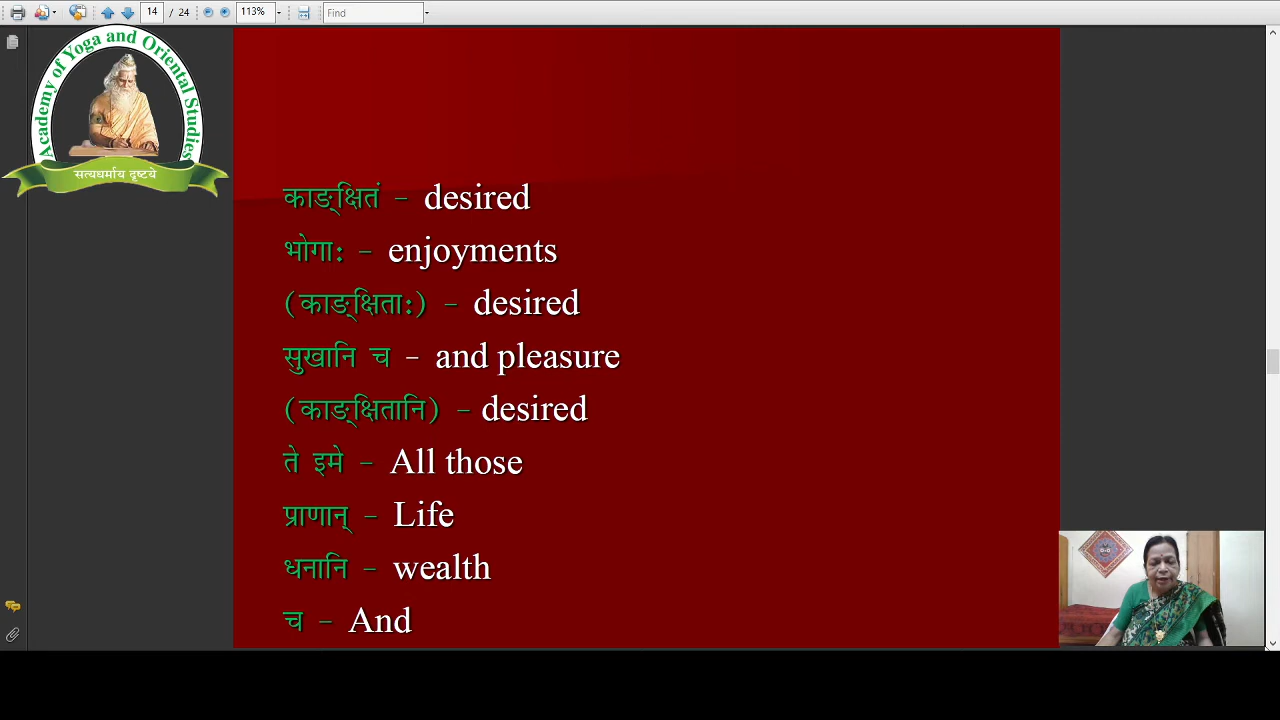 14 / 24 113% Find
Academy of Yoga and Oriental Studies
सत्यधर्माय दृष्टये
काङ्क्षितं - desired
भोगाः - enjoyments
(काङ्क्षिताः) - desired
सुखानि च - and pleasure
(काङ्क्षितानि) - desired
ते इमे - All those
प्राणान् - Life
धनानि - wealth
च - And